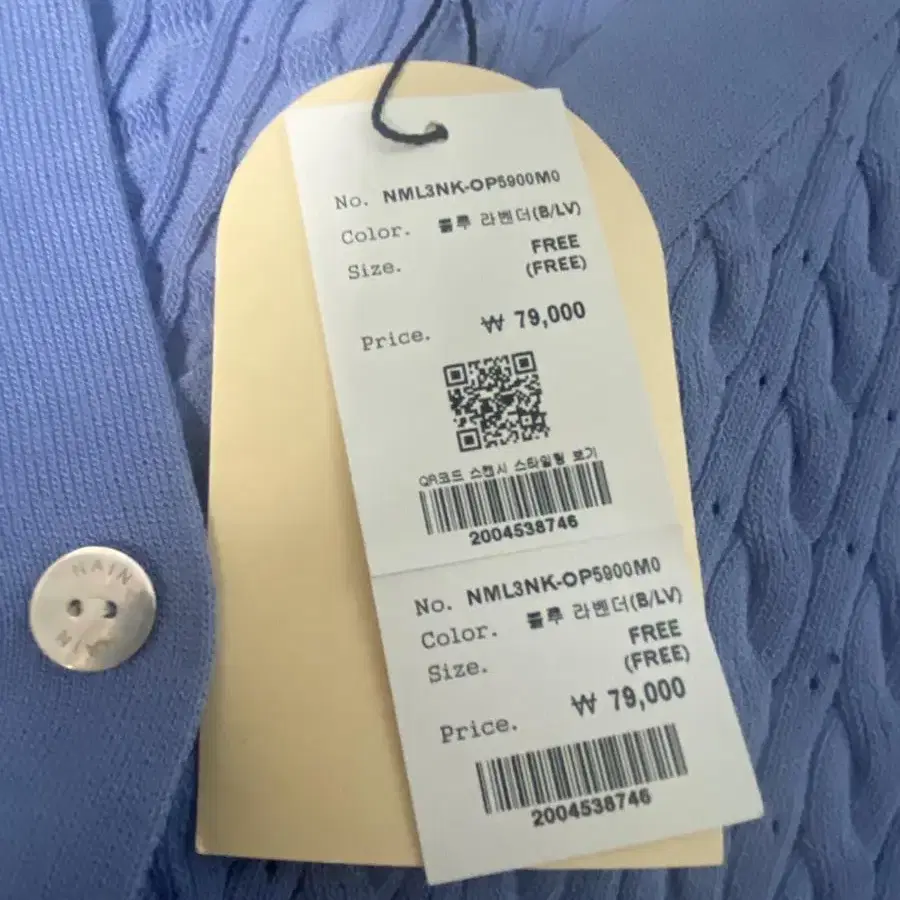 No. NML3NK-OP5900M0
Color. 블루 라벤더(B/LV)
Size. FREE
(FREE)
Price. ₩ 79,000
QR코드 스캔시 스타일링 보기
2004538746
No. NML3NK-OP5900M0
Color. 블루 라벤더(B/LV)
Size. FREE
(FREE)
Price. ₩ 79,000
2004538746
NAIN